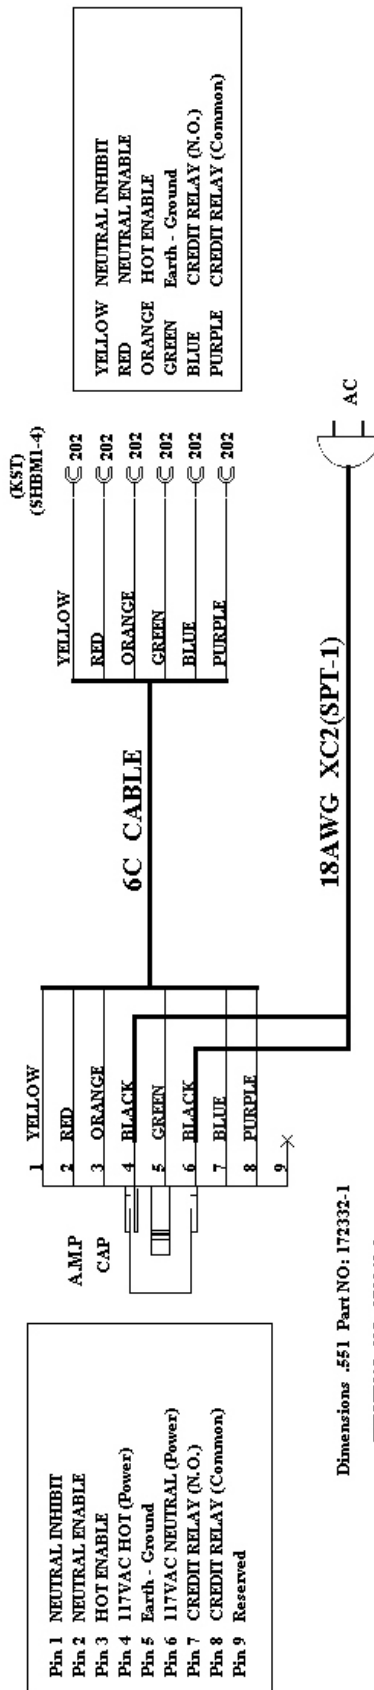 Pin 1 NEUTRAL INHIBIT
Pin 2 NEUTRAL ENABLE
Pin 3 HOT ENABLE
Pin 4 117VAC HOT (Power)
Pin 5 Earth - Ground
Pin 6 117VAC NEUTRAL (Power)
Pin 7 CREDIT RELAY (N.O.)
Pin 8 CREDIT RELAY (Common)
Pin 9 Reserved
A.M.P
CAP
1 YELLOW
2 RED
3 ORANGE
4 BLACK
5 GREEN
6 BLACK
7 BLUE
8 PURPLE
9
6C CABLE
18AWG XC2(SPT-1)
(KST)
(SHBM1-4)
YELLOW 202
RED 202
ORANGE 202
GREEN 202
BLUE 202
PURPLE 202
AC
YELLOW NEUTRAL INHIBIT
RED NEUTRAL ENABLE
ORANGE HOT ENABLE
GREEN Earth - Ground
BLUE CREDIT RELAY (N.O.)
PURPLE CREDIT RELAY (Common)
Dimensions .551 Part NO: 172332-1